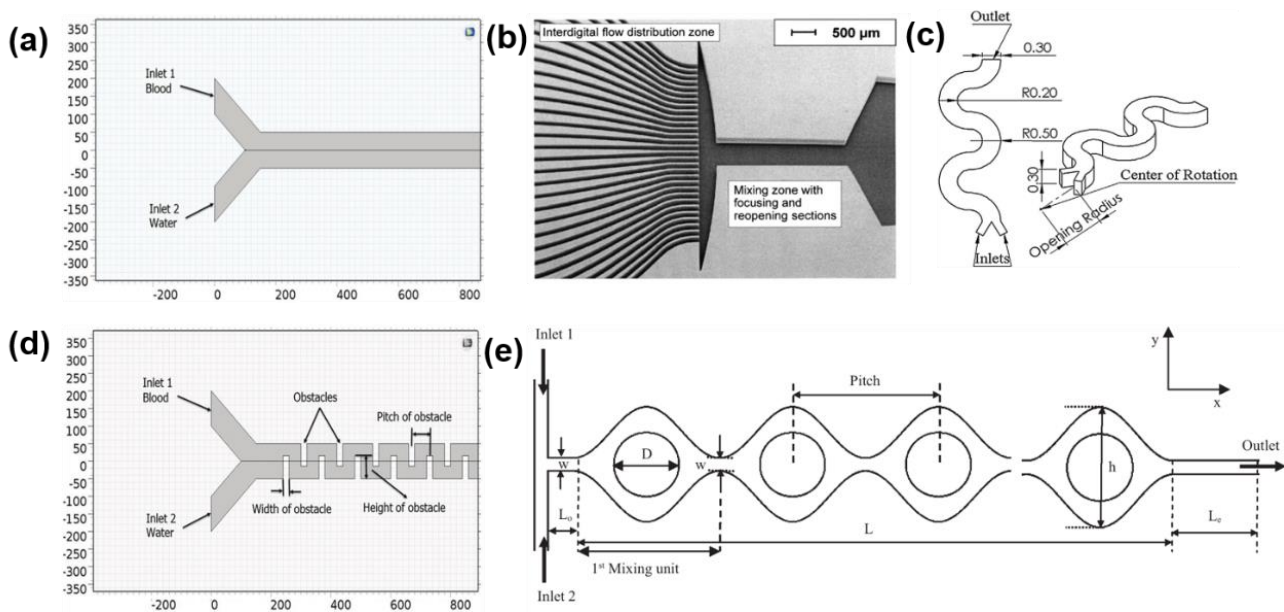 (a)
350
300
250
200
150
100
50
0
-50
-100
-150
-200
-250
-300
-350
Inlet 1
Blood
Inlet 2
Water
-200
0
200
400
600
800
(b)
Interdigital flow distribution zone
500 µm
Mixing zone with
focusing and
reopening sections
(c)
Outlet
0.30
R0.20
R0.50
0.30
Center of Rotation
Opening Radius
Inlets
(d)
350
300
250
200
150
100
50
0
-50
-100
-150
-200
-250
-300
-350
Inlet 1
Blood
Obstacles
Pitch of obstacle
Width of obstacle
Height of obstacle
Inlet 2
Water
-200
0
200
400
600
800
(e)
Inlet 1
Pitch
y
x
Outlet
w
D
w
h
Lo
L
Le
1st Mixing unit
Inlet 2